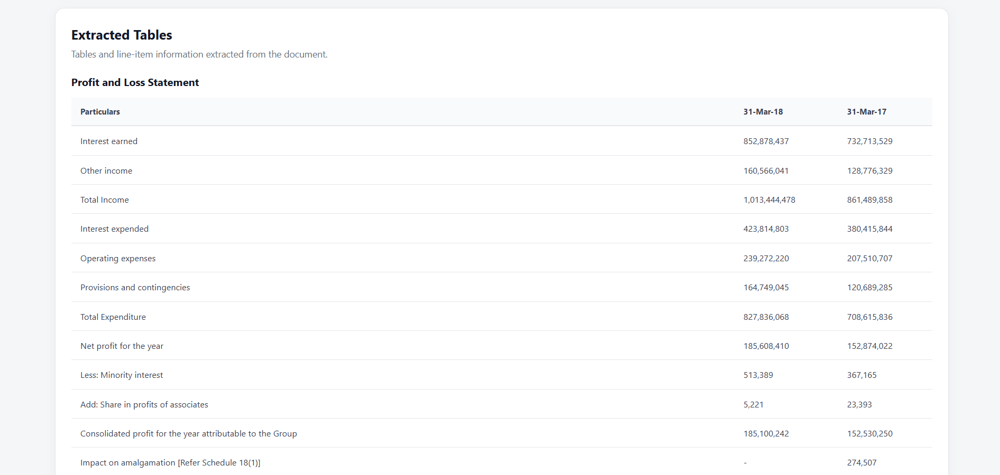 Extracted Tables
Tables and line-item information extracted from the document.
Profit and Loss Statement
Particulars 31-Mar-18 31-Mar-17
Interest earned 852,878,437 732,713,529
Other income 160,566,041 128,776,329
Total Income 1,013,444,478 861,489,858
Interest expended 423,814,803 380,415,844
Operating expenses 239,272,220 207,510,707
Provisions and contingencies 164,749,045 120,689,285
Total Expenditure 827,836,068 708,615,836
Net profit for the year 185,608,410 152,874,022
Less: Minority interest 513,389 367,165
Add: Share in profits of associates 5,221 23,393
Consolidated profit for the year attributable to the Group 185,100,242 152,530,250
Impact on amalgamation [Refer Schedule 18(1)] - 274,507